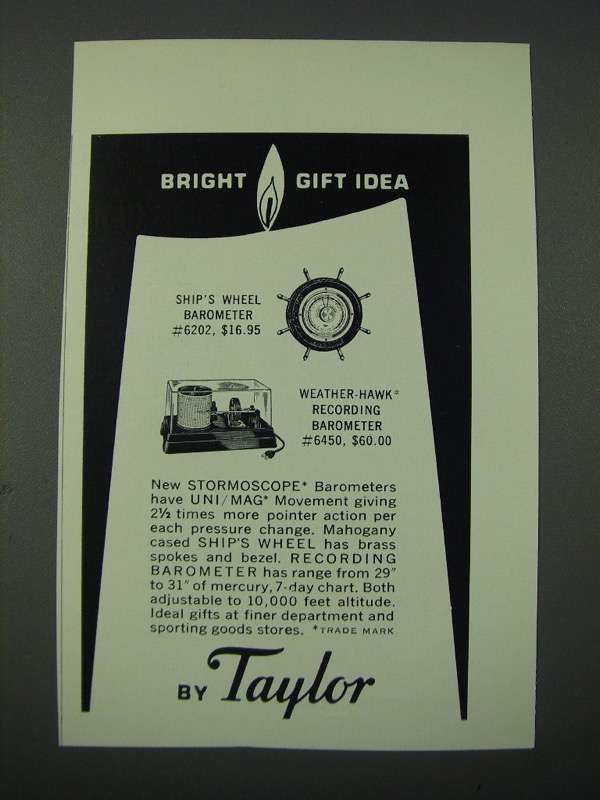 BRIGHT GIFT IDEA
SHIP'S WHEEL
BAROMETER
#6202, $16.95
WEATHER-HAWK*
RECORDING
BAROMETER
#6450, $60.00
New STORMOSCOPE* Barometers
have UNI/MAG* Movement giving
2½ times more pointer action per
each pressure change. Mahogany
cased SHIP'S WHEEL has brass
spokes and bezel. RECORDING
BAROMETER has range from 29"
to 31" of mercury, 7-day chart. Both
adjustable to 10,000 feet altitude.
Ideal gifts at finer department and
sporting goods stores. *TRADE MARK
BY Taylor